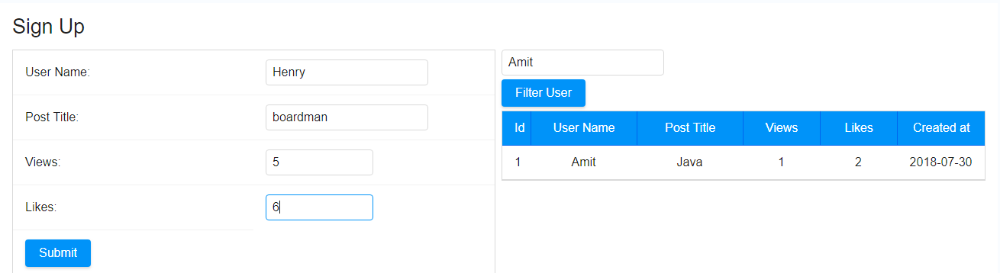 Sign Up
User Name: Henry
Post Title: boardman
Views: 5
Likes: 6
Submit
Amit
Filter User
Id User Name Post Title Views Likes Created at
1 Amit Java 1 2 2018-07-30